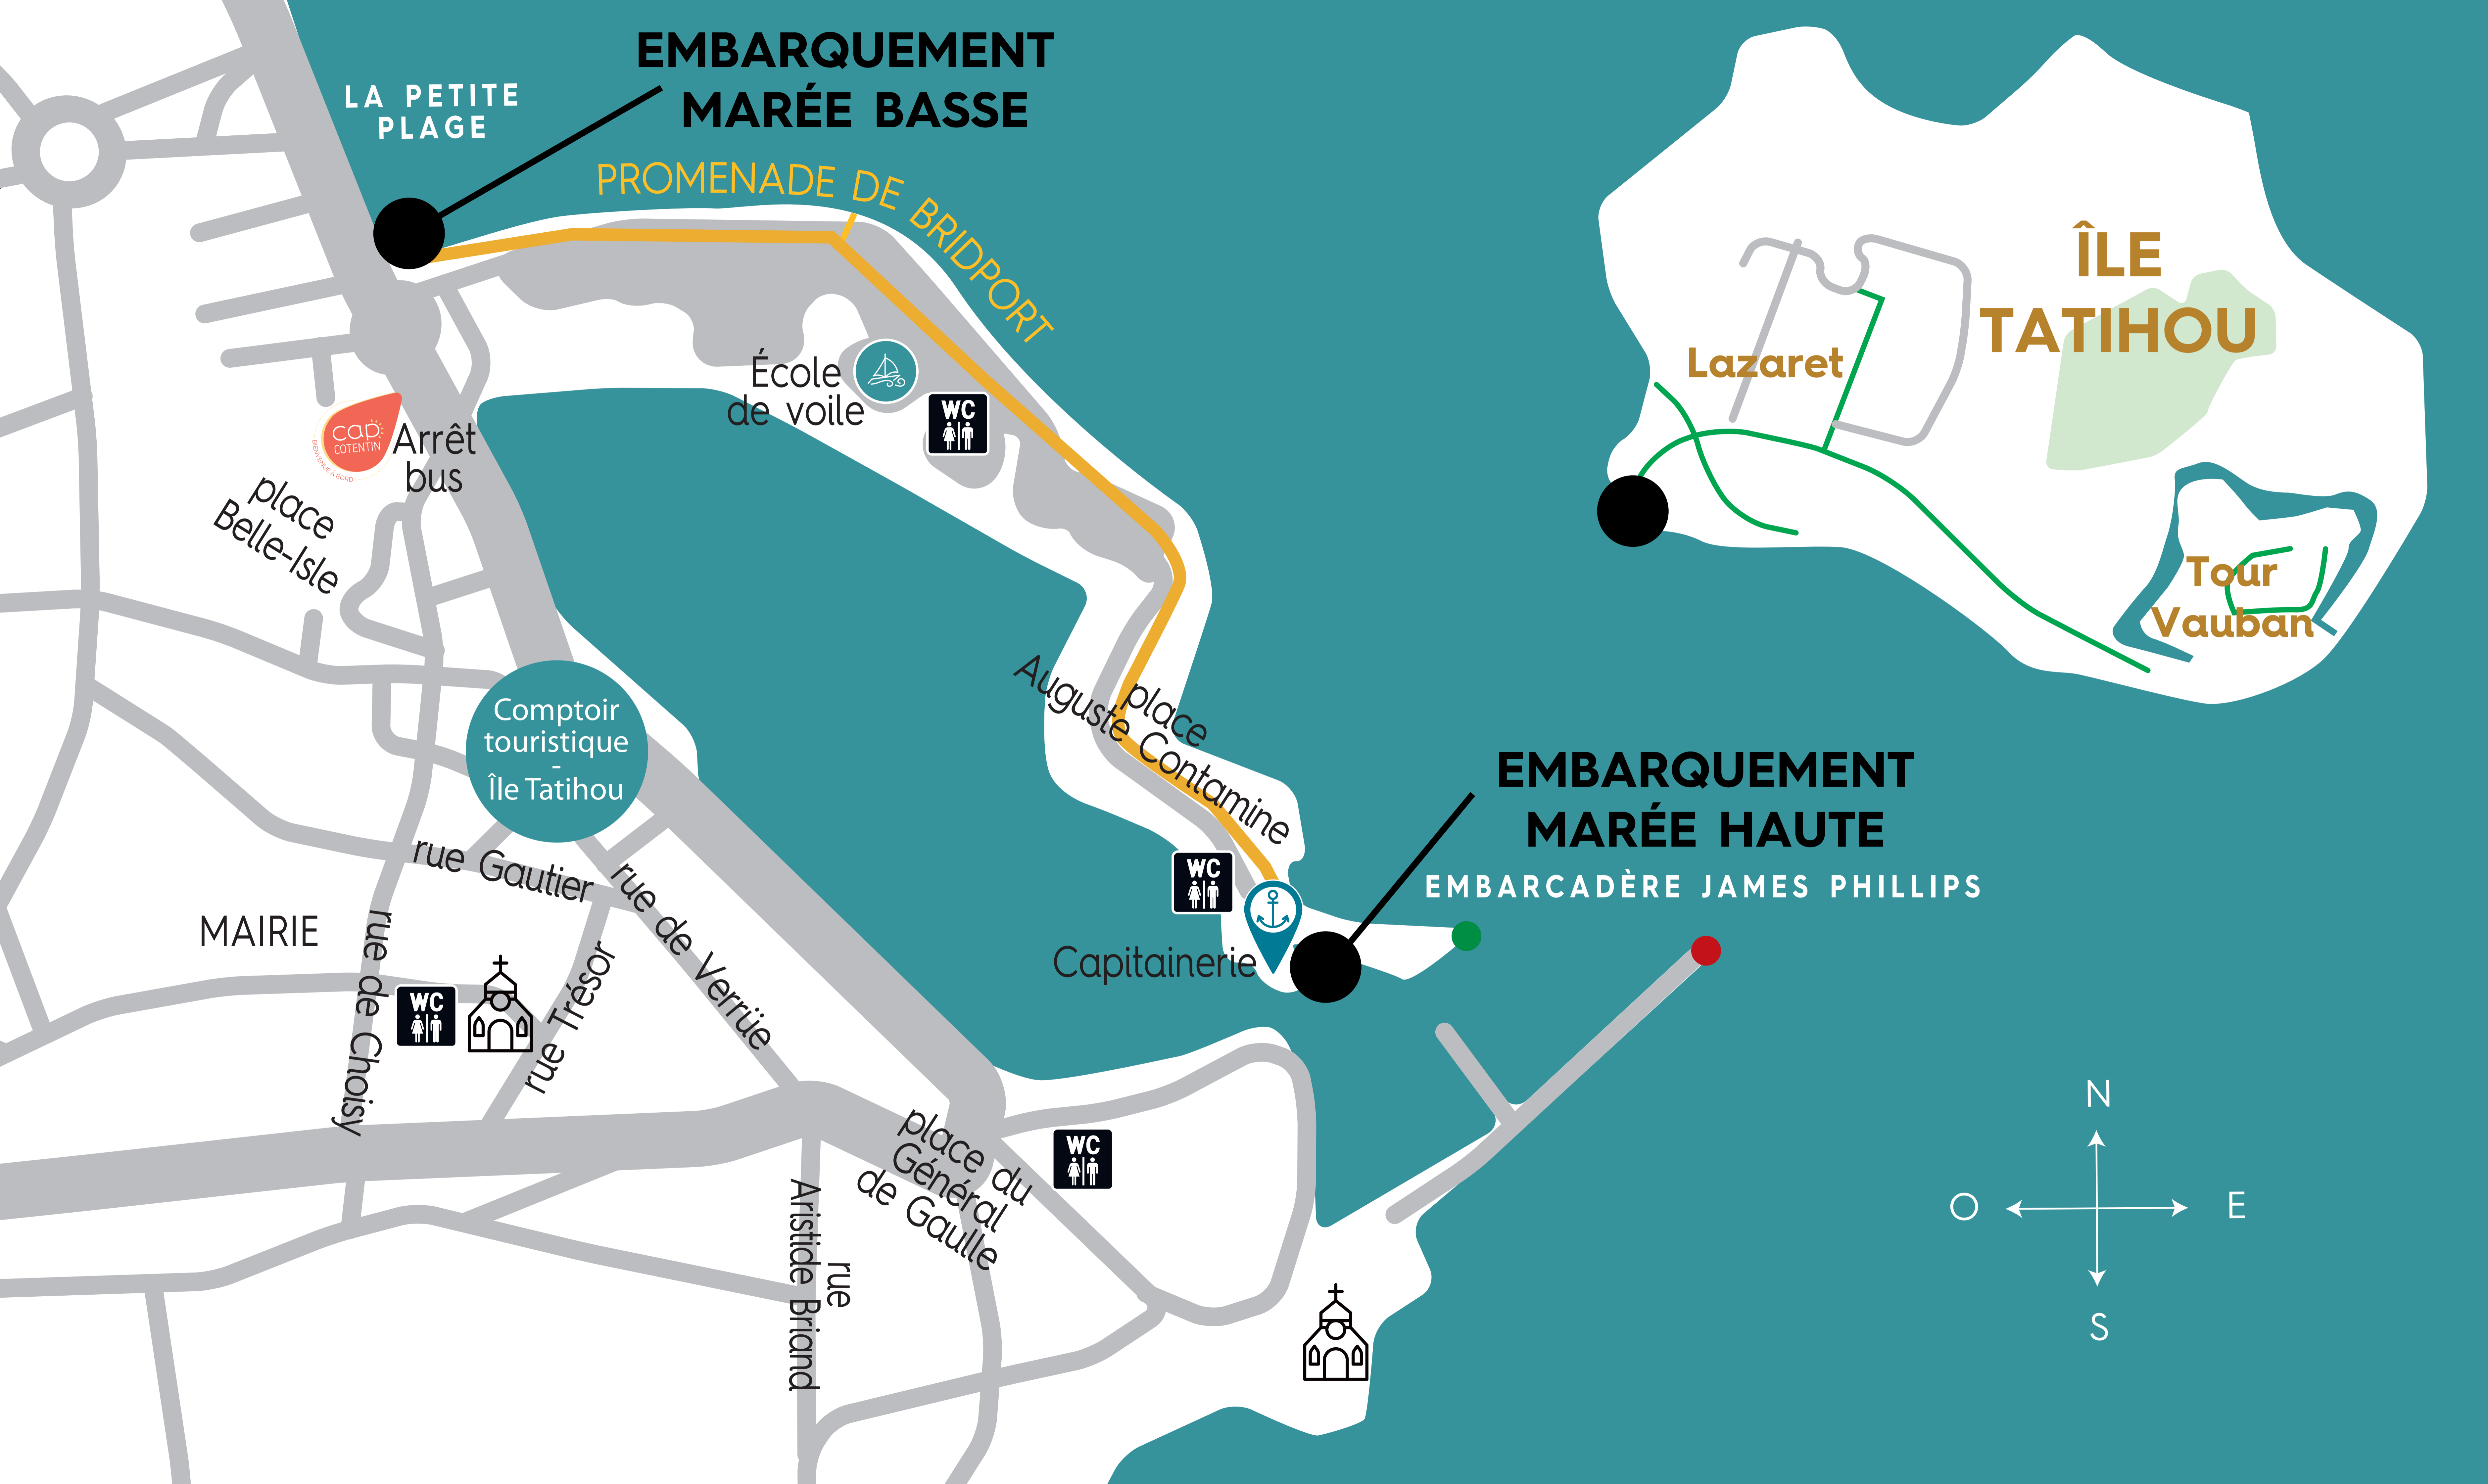 EMBARQUEMENT
MARÉE BASSE
LA PETITE
PLAGE
PROMENADE DE BRIDPORT
ÎLE
TATIHOU
Lazaret
Tour
Vauban
École
de voile
WC
cap
COTENTIN
BIENVENUE À BORD
Arrêt
bus
place
Belle-Isle
Comptoir
touristique
-
Île Tatihou
place
Auguste Contamine
EMBARQUEMENT
MARÉE HAUTE
EMBARCADÈRE JAMES PHILLIPS
WC
Capitainerie
rue Gautier
rue de Verrüe
MAIRIE
rue de Choisy
WC
rue Trésor
place du
Général
de Gaulle
WC
rue
Aristide Briand
N
O
E
S